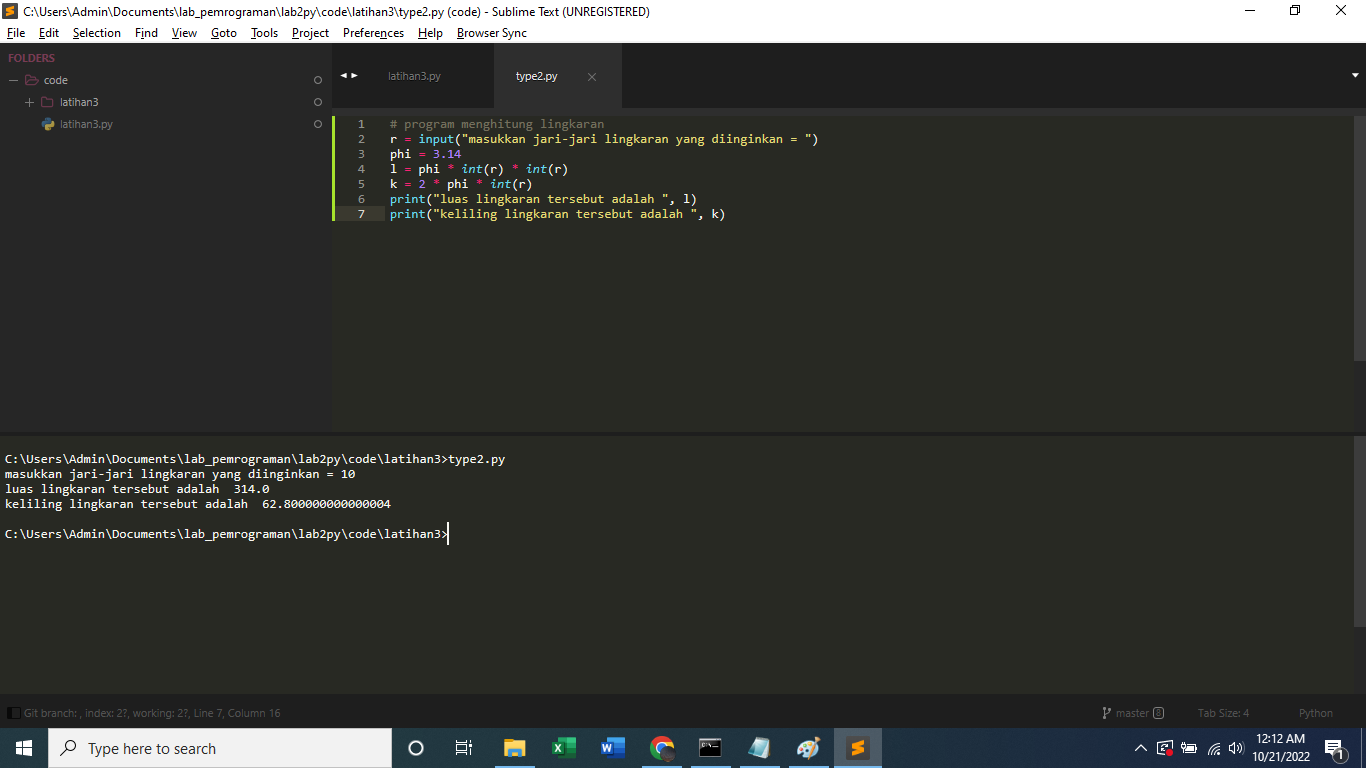 C:\Users\Admin\Documents\lab_pemrograman\lab2py\code\latihan3\type2.py (code) - Sublime Text (UNREGISTERED)
File Edit Selection Find View Goto Tools Project Preferences Help Browser Sync
FOLDERS
code
latihan3
latihan3.py
latihan3.py type2.py
1 # program menghitung lingkaran
2 r = input("masukkan jari-jari lingkaran yang diinginkan = ")
3 phi = 3.14
4 l = phi * int(r) * int(r)
5 k = 2 * phi * int(r)
6 print("luas lingkaran tersebut adalah ", l)
7 print("keliling lingkaran tersebut adalah ", k)
C:\Users\Admin\Documents\lab_pemrograman\lab2py\code\latihan3>type2.py
masukkan jari-jari lingkaran yang diinginkan = 10
luas lingkaran tersebut adalah  314.0
keliling lingkaran tersebut adalah  62.800000000000004
C:\Users\Admin\Documents\lab_pemrograman\lab2py\code\latihan3>
Git branch: , index: 2?, working: 2?, Line 7, Column 16 master 8 Tab Size: 4 Python
Type here to search
12:12 AM
10/21/2022
1